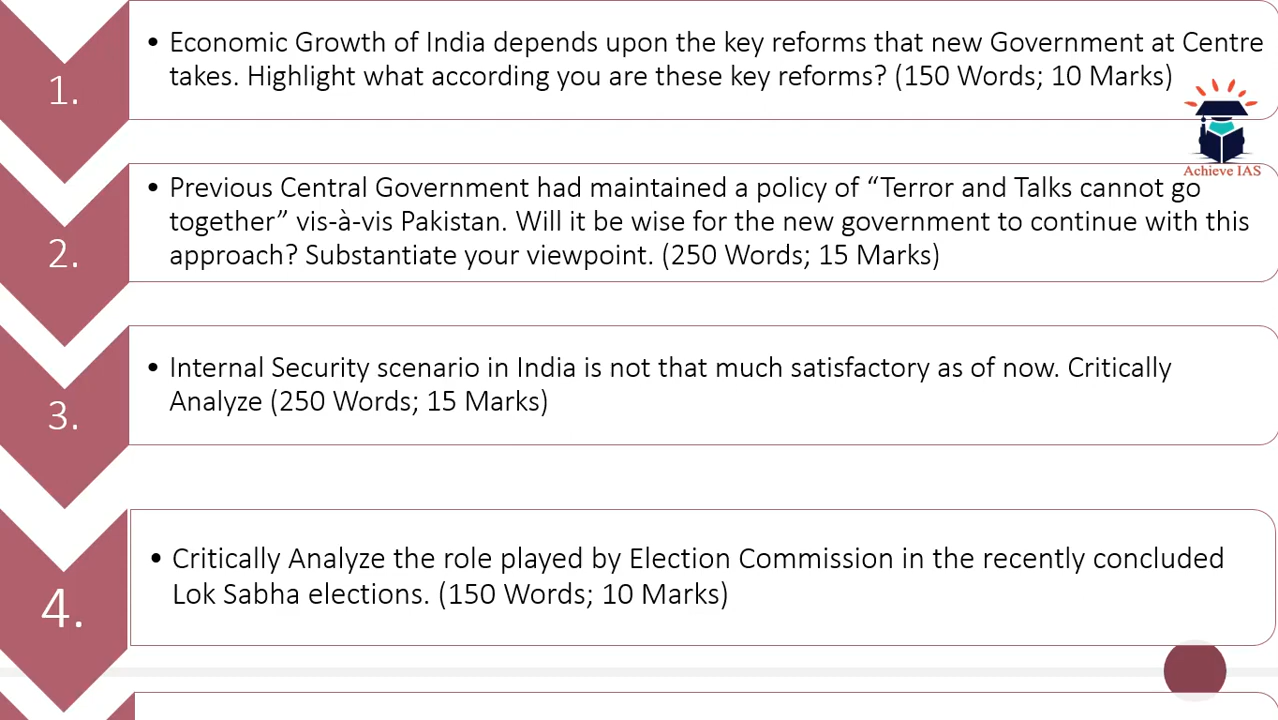 1.
• Economic Growth of India depends upon the key reforms that new Government at Centre
takes. Highlight what according you are these key reforms? (150 Words; 10 Marks)
Achieve IAS
2.
• Previous Central Government had maintained a policy of “Terror and Talks cannot go
together” vis-à-vis Pakistan. Will it be wise for the new government to continue with this
approach? Substantiate your viewpoint. (250 Words; 15 Marks)
3.
• Internal Security scenario in India is not that much satisfactory as of now. Critically
Analyze (250 Words; 15 Marks)
4.
• Critically Analyze the role played by Election Commission in the recently concluded
Lok Sabha elections. (150 Words; 10 Marks)